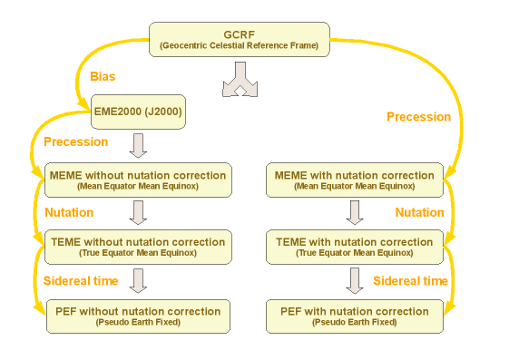 GCRF
(Geocentric Celestial Reference Frame)
Bias
EME2000 (J2000)
Precession
Precession
MEME without nutation correction
(Mean Equator Mean Equinox)
MEME with nutation correction
(Mean Equator Mean Equinox)
Nutation
Nutation
TEME without nutation correction
(True Equator Mean Equinox)
TEME with nutation correction
(True Equator Mean Equinox)
Sidereal time
Sidereal time
PEF without nutation correction
(Pseudo Earth Fixed)
PEF with nutation correction
(Pseudo Earth Fixed)